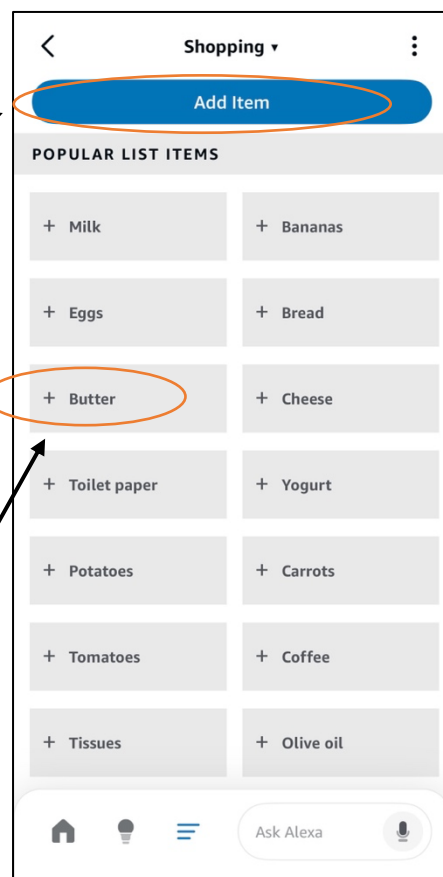 Shopping ▾
Add Item
POPULAR LIST ITEMS
+ Milk
+ Bananas
+ Eggs
+ Bread
+ Butter
+ Cheese
+ Toilet paper
+ Yogurt
+ Potatoes
+ Carrots
+ Tomatoes
+ Coffee
+ Tissues
+ Olive oil
Ask Alexa